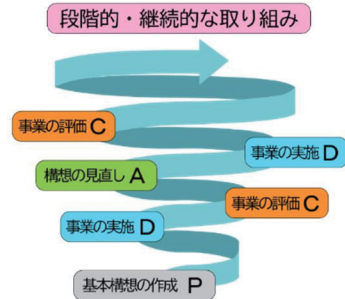 段階的・継続的な取り組み
事業の評価 C
事業の実施 D
構想の見直し A
事業の評価 C
事業の実施 D
基本構想の作成 P